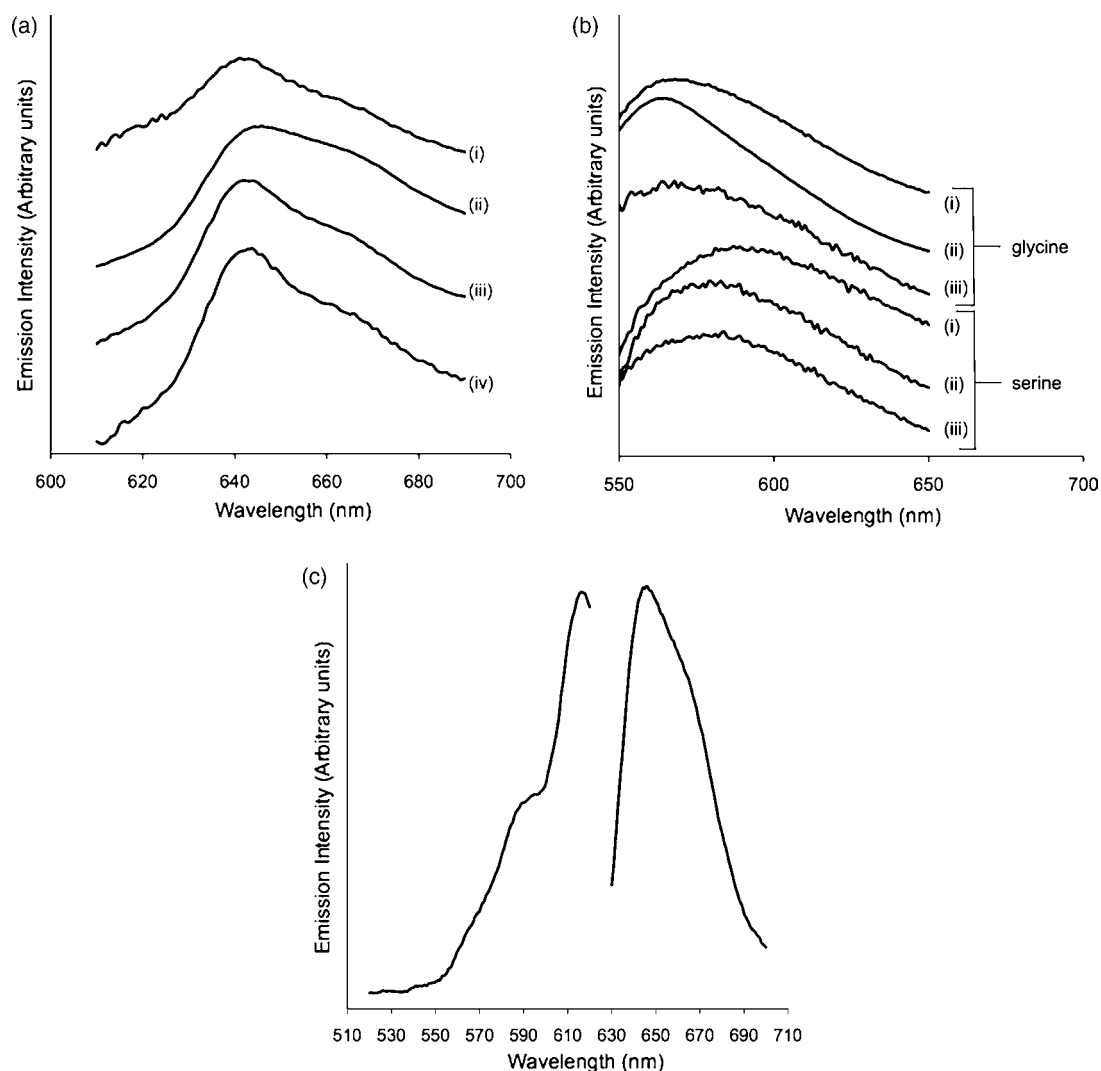 (a)
Emission Intensity (Arbitrary units)
(i)
(ii)
(iii)
(iv)
600 620 640 660 680 700
Wavelength (nm)
(b)
Emission Intensity (Arbitrary units)
(i)
(ii)
(iii)
glycine
(i)
(ii)
(iii)
serine
550 600 650 700
Wavelength (nm)
(c)
Emission Intensity (Arbitrary units)
510 530 550 570 590 610 630 650 670 690 710
Wavelength (nm)